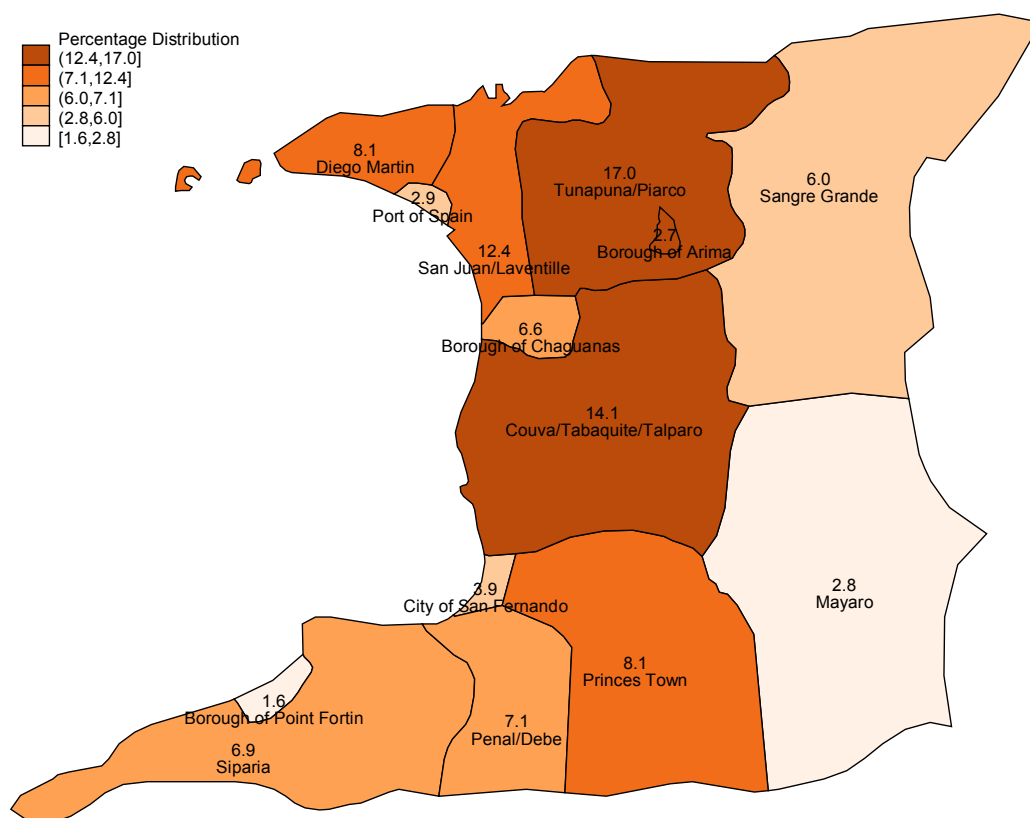 Percentage Distribution
(12.4,17.0]
(7.1,12.4]
(6.0,7.1]
(2.8,6.0]
[1.6,2.8]
8.1
Diego Martin
17.0
Tunapuna/Piarco
6.0
Sangre Grande
2.9
Port of Spain
2.7
Borough of Arima
12.4
San Juan/Laventille
6.6
Borough of Chaguanas
14.1
Couva/Tabaquite/Talparo
3.9
City of San Fernando
2.8
Mayaro
8.1
Princes Town
1.6
Borough of Point Fortin
7.1
Penal/Debe
6.9
Siparia